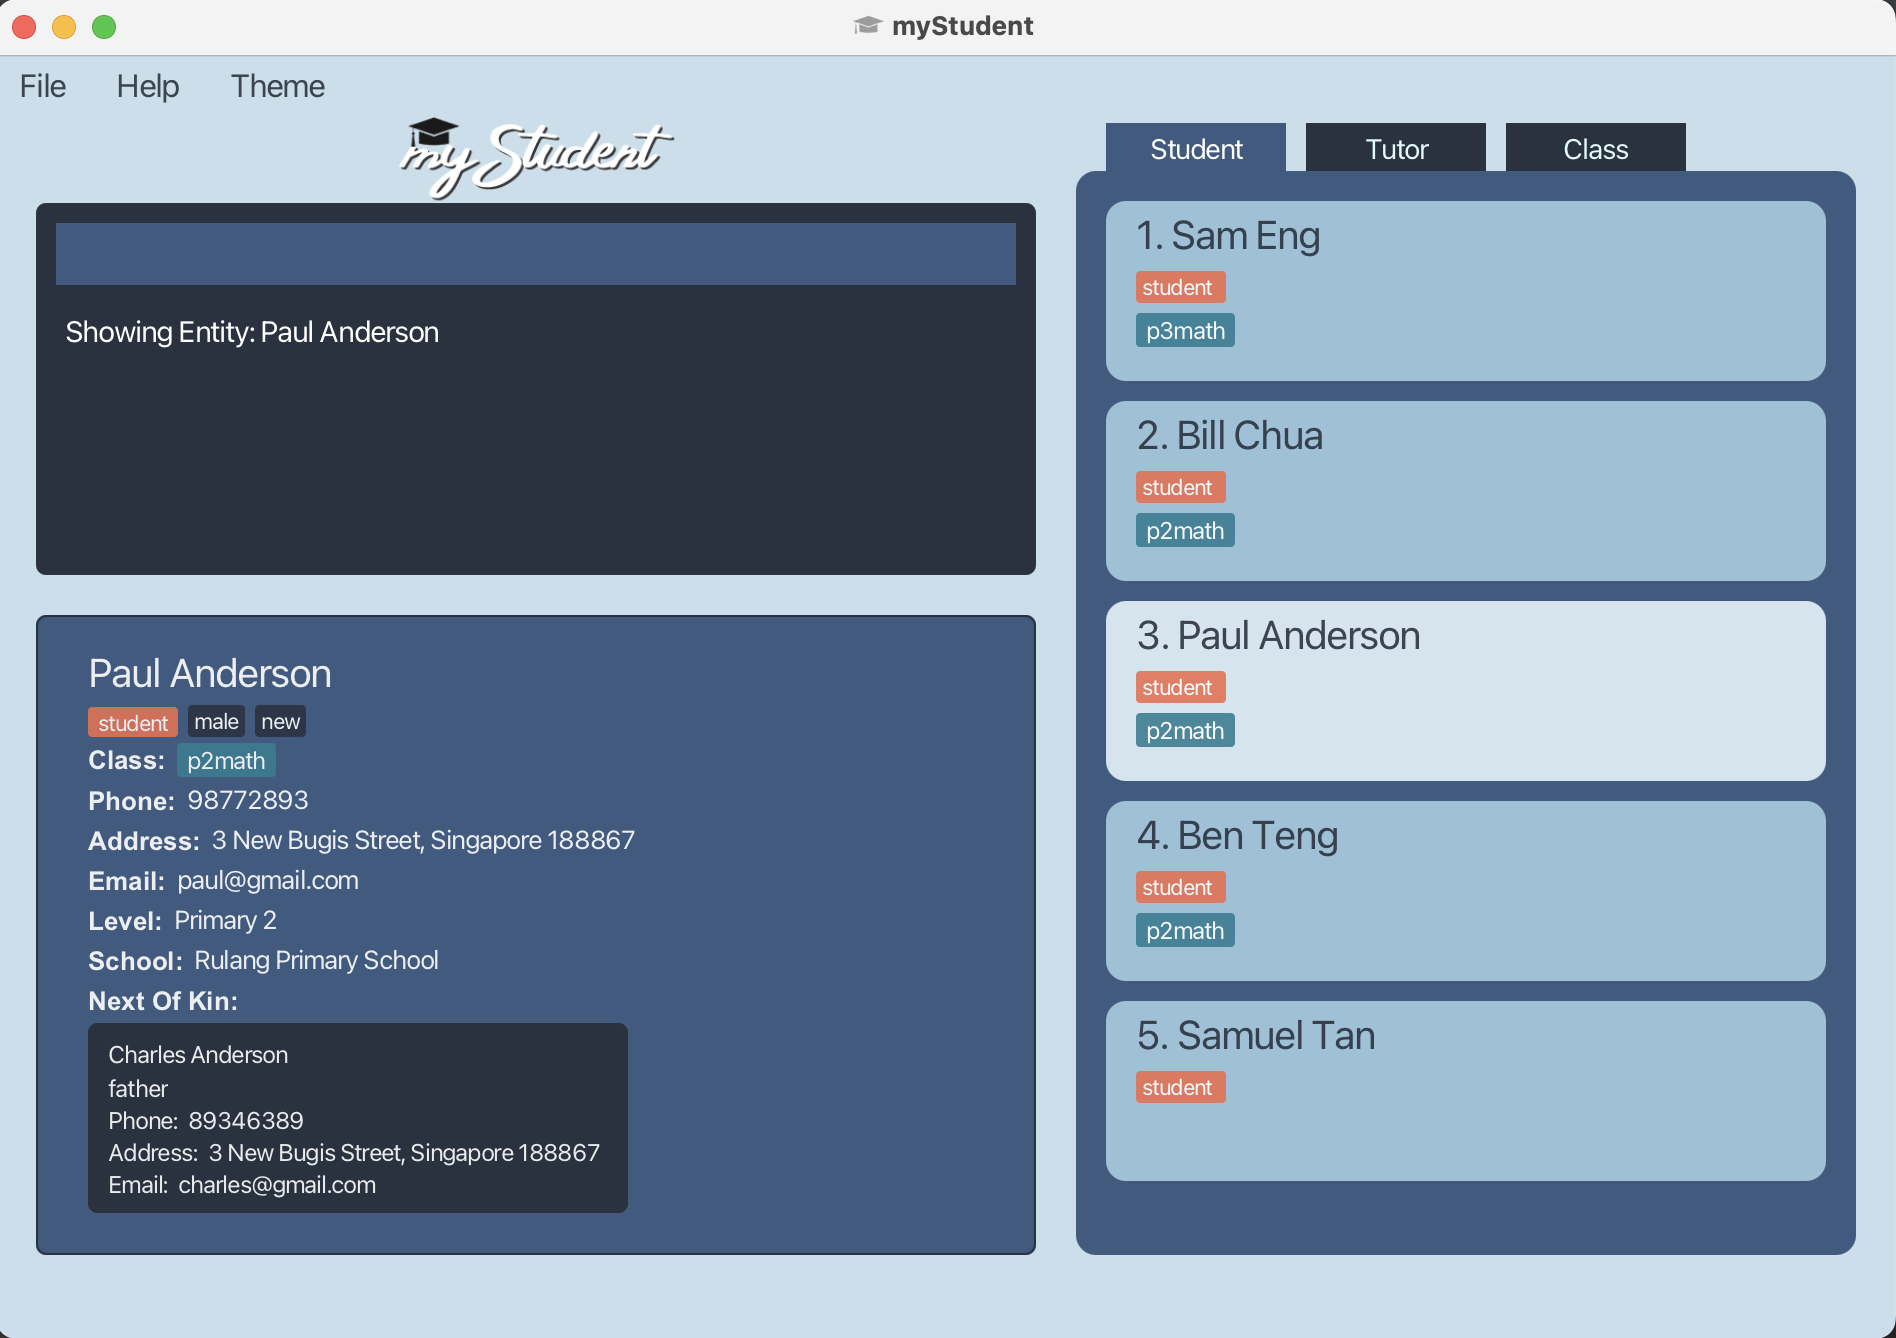 myStudent
File Help Theme
myStudent
Showing Entity: Paul Anderson
Paul Anderson
student male new
Class: p2math
Phone: 98772893
Address: 3 New Bugis Street, Singapore 188867
Email: paul@gmail.com
Level: Primary 2
School: Rulang Primary School
Next Of Kin:
Charles Anderson
father
Phone: 89346389
Address: 3 New Bugis Street, Singapore 188867
Email: charles@gmail.com
Student Tutor Class
1. Sam Eng
student
p3math
2. Bill Chua
student
p2math
3. Paul Anderson
student
p2math
4. Ben Teng
student
p2math
5. Samuel Tan
student